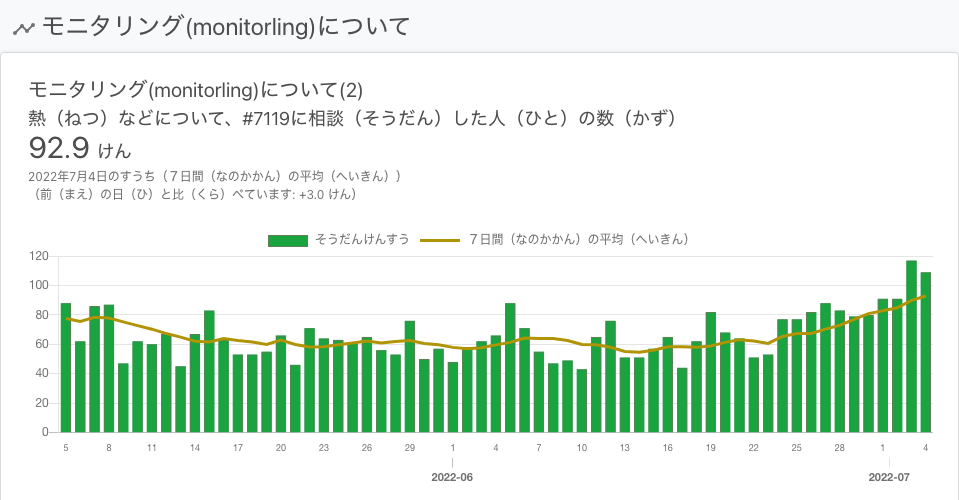 モニタリング(monitorling)について
モニタリング(monitorling)について(2)
熱（ねつ）などについて、#7119に相談（そうだん）した人（ひと）の数（かず）
92.9 けん
2022年7月4日のすうち（７日間（なのかかん）の平均（へいきん））
（前（まえ）の日（ひ）と比（くら）べています: +3.0 けん）
そうだんけんすう ７日間（なのかかん）の平均（へいきん）
120
100
80
60
40
20
0
5 8 11 14 17 20 23 26 29 1 4 7 10 13 16 19 22 25 28 1 4
2022-06 2022-07